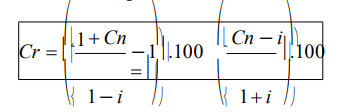 Cr = ( 1 + Cn / 1 − i − 1 ) .100 = ( Cn − i / 1 + i ) .100